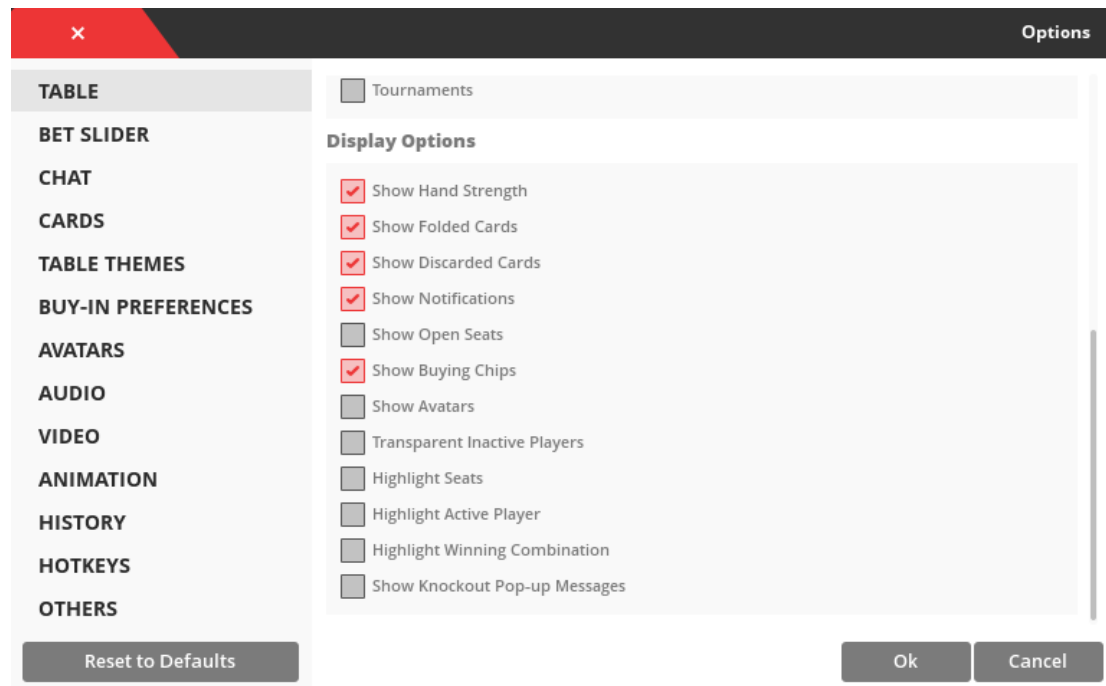 Options
TABLE
BET SLIDER
CHAT
CARDS
TABLE THEMES
BUY-IN PREFERENCES
AVATARS
AUDIO
VIDEO
ANIMATION
HISTORY
HOTKEYS
OTHERS
Reset to Defaults
Tournaments
Display Options
Show Hand Strength
Show Folded Cards
Show Discarded Cards
Show Notifications
Show Open Seats
Show Buying Chips
Show Avatars
Transparent Inactive Players
Highlight Seats
Highlight Active Player
Highlight Winning Combination
Show Knockout Pop-up Messages
Ok
Cancel